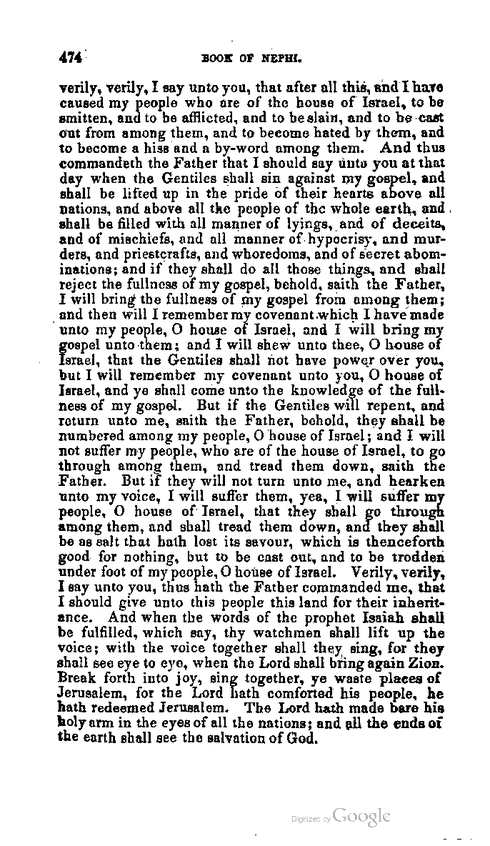 474 BOOK OF NEPHI.
verily, verily, I say unto you, that after all this, and I have
caused my people who are of the house of Israel, to be
smitten, and to be afflicted, and to be slain, and to be cast
out from among them, and to become hated by them, and
to become a hiss and a by-word among them. And thus
commandeth the Father that I should say unto you at that
day when the Gentiles shall sin against my gospel, and
shall be lifted up in the pride of their hearts above all
nations, and above all the people of the whole earth, and
shall be filled with all manner of lyings, and of deceits,
and of mischiefs, and all manner of hypocrisy, and mur-
ders, and priestcrafts, and whoredoms, and of secret abom-
inations; and if they shall do all those things, and shall
reject the fullness of my gospel, behold, saith the Father,
I will bring the fullness of my gospel from among them;
and then will I remember my covenant which I have made
unto my people, O house of Israel, and I will bring my
gospel unto them; and I will shew unto thee, O house of
Israel, that the Gentiles shall not have power over you,
but I will remember my covenant unto you, O house of
Israel, and ye shall come unto the knowledge of the full-
ness of my gospel. But if the Gentiles will repent, and
return unto me, saith the Father, behold, they shall be
numbered among my people, O house of Israel; and I will
not suffer my people, who are of the house of Israel, to go
through among them, and tread them down, saith the
Father. But if they will not turn unto me, and hearken
unto my voice, I will suffer them, yea, I will suffer my
people, O house of Israel, that they shall go through
among them, and shall tread them down, and they shall
be as salt that hath lost its savour, which is thenceforth
good for nothing, but to be cast out, and to be trodden
under foot of my people, O house of Israel. Verily, verily,
I say unto you, thus hath the Father commanded me, that
I should give unto this people this land for their inherit-
ance. And when the words of the prophet Isaiah shall
be fulfilled, which say, thy watchmen shall lift up the
voice; with the voice together shall they sing, for they
shall see eye to eye, when the Lord shall bring again Zion.
Break forth into joy, sing together, ye waste places of
Jerusalem, for the Lord hath comforted his people, he
hath redeemed Jerusalem. The Lord hath made bare his
holy arm in the eyes of all the nations; and all the ends of
the earth shall see the salvation of God.
Digitized by Google